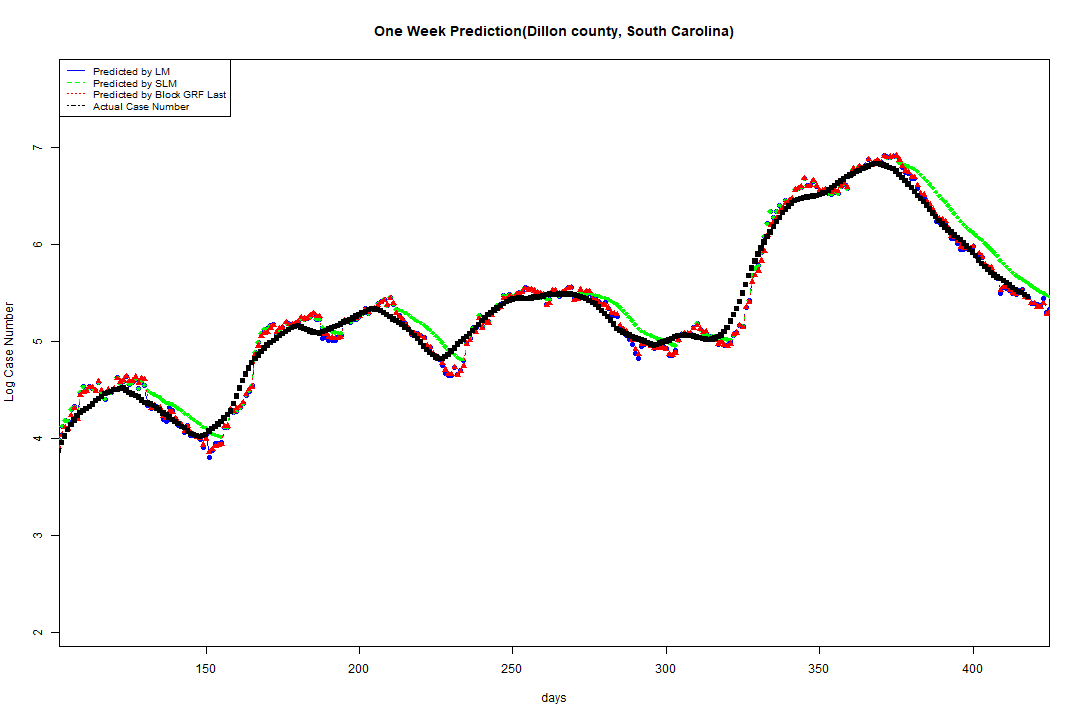 One Week Prediction(Dillon county, South Carolina)
Predicted by LM
Predicted by SLM
Predicted by Block GRF Last
Actual Case Number
7
6
5
4
3
2
Log Case Number
150 200 250 300 350 400
days